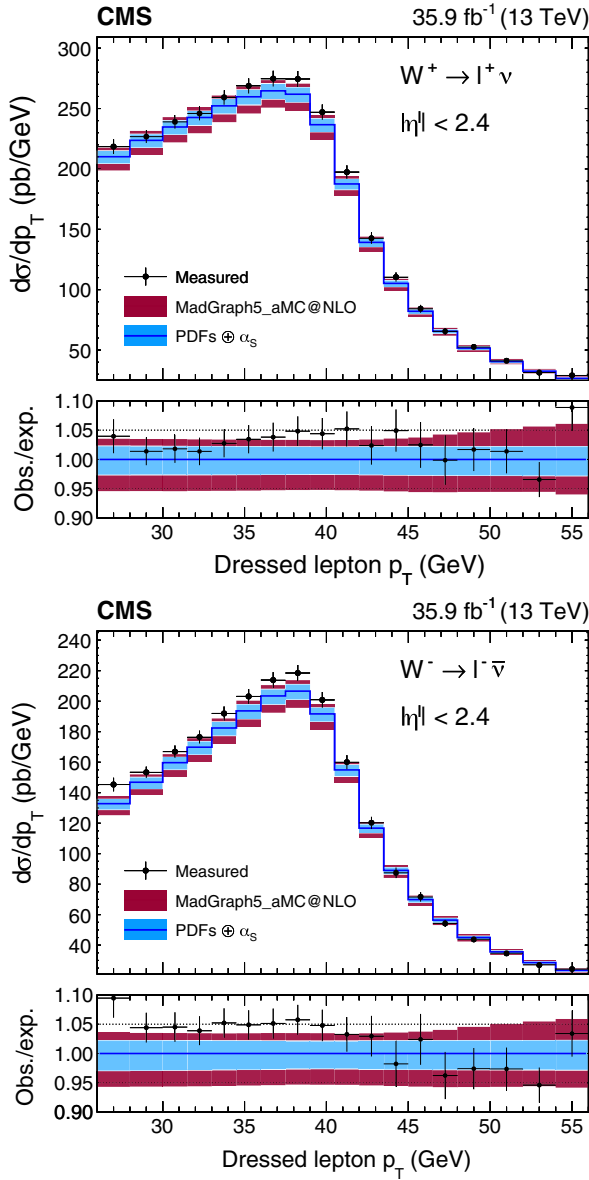 CMS 35.9 fb⁻¹ (13 TeV)
dσ/dp_T (pb/GeV)
300
250
200
150
100
50
W⁺ → l⁺ ν
|ηˡ| < 2.4
Measured
MadGraph5_aMC@NLO
PDFs ⊕ α_S
Obs./exp.
1.10
1.05
1.00
0.95
0.90
30 35 40 45 50 55
Dressed lepton p_T (GeV)
CMS 35.9 fb⁻¹ (13 TeV)
dσ/dp_T (pb/GeV)
240
220
200
180
160
140
120
100
80
60
40
W⁻ → l⁻ ν̄
|ηˡ| < 2.4
Measured
MadGraph5_aMC@NLO
PDFs ⊕ α_S
Obs./exp.
1.10
1.05
1.00
0.95
0.90
30 35 40 45 50 55
Dressed lepton p_T (GeV)